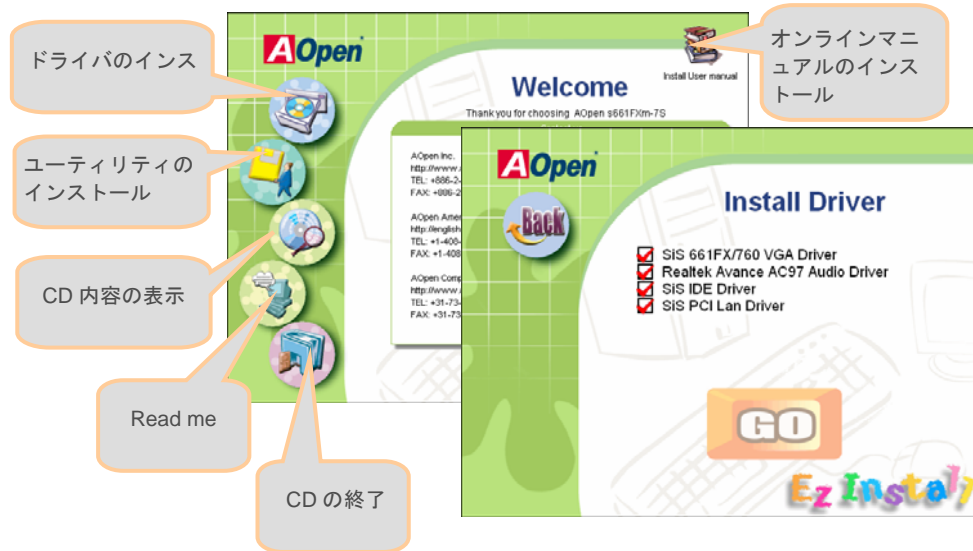 ドライバのインス
ユーティリティの
インストール
CD 内容の表示
Read me
CD の終了
オンラインマニ
ュアルのインス
トール
AOpen
Install User manual
Welcome
Thank you for choosing AOpen s661FXm-7S
AOpen Inc.
http://www.
TEL: +886-2-
FAX: +886-2
AOpen Amer
http://english
TEL: +1-408-
FAX: +1-408
AOpen Comp
http://www.
TEL: +31-73-
FAX: +31-73
AOpen
Back
Install Driver
SiS 661FX/760 VGA Driver
Realtek Avance AC97 Audio Driver
SiS IDE Driver
SiS PCI Lan Driver
GO
Ez Install